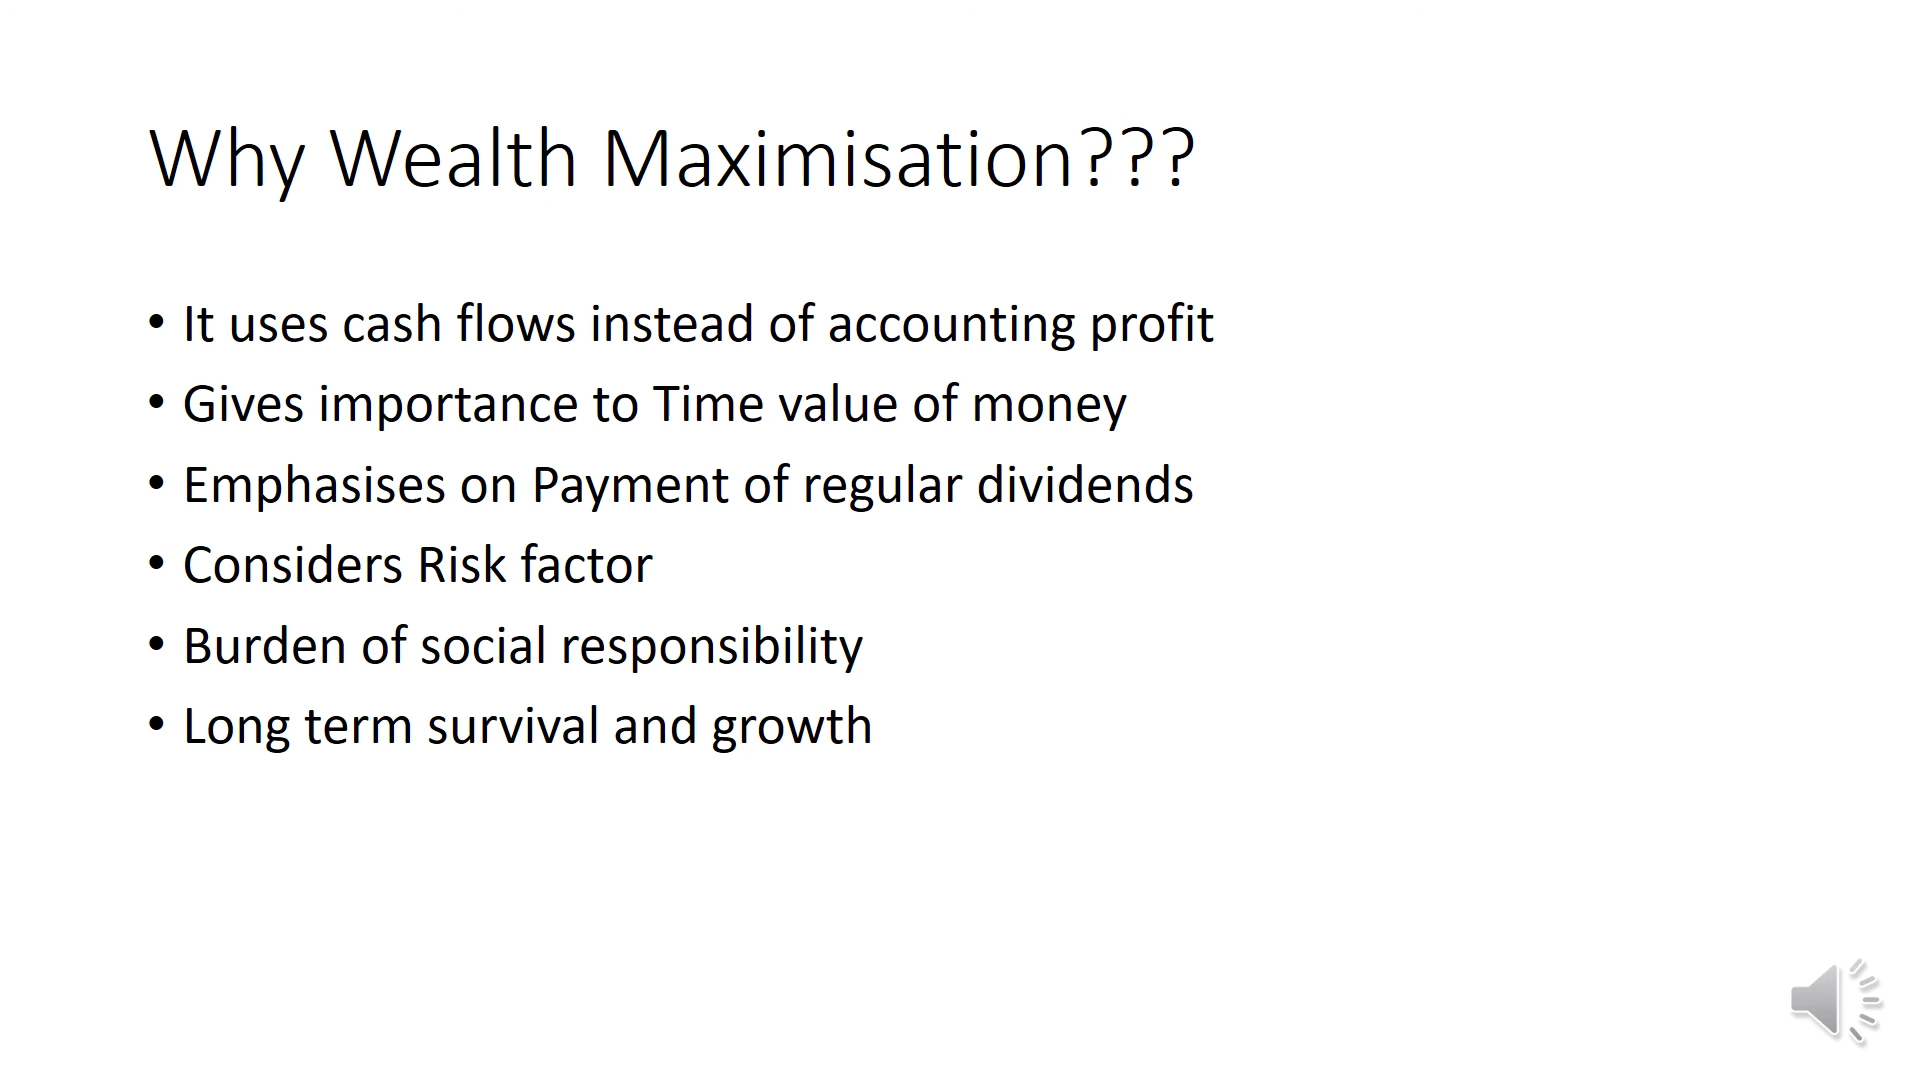 Why Wealth Maximisation???
• It uses cash flows instead of accounting profit
• Gives importance to Time value of money
• Emphasises on Payment of regular dividends
• Considers Risk factor
• Burden of social responsibility
• Long term survival and growth